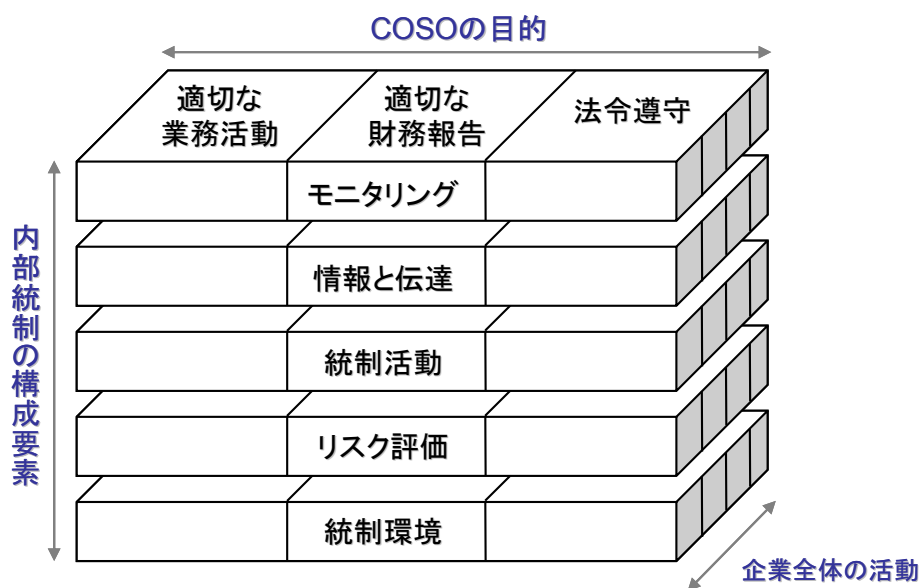 COSOの目的
適切な
業務活動
適切な
財務報告
法令遵守
モニタリング
情報と伝達
統制活動
リスク評価
統制環境
内部統制の構成要素
企業全体の活動